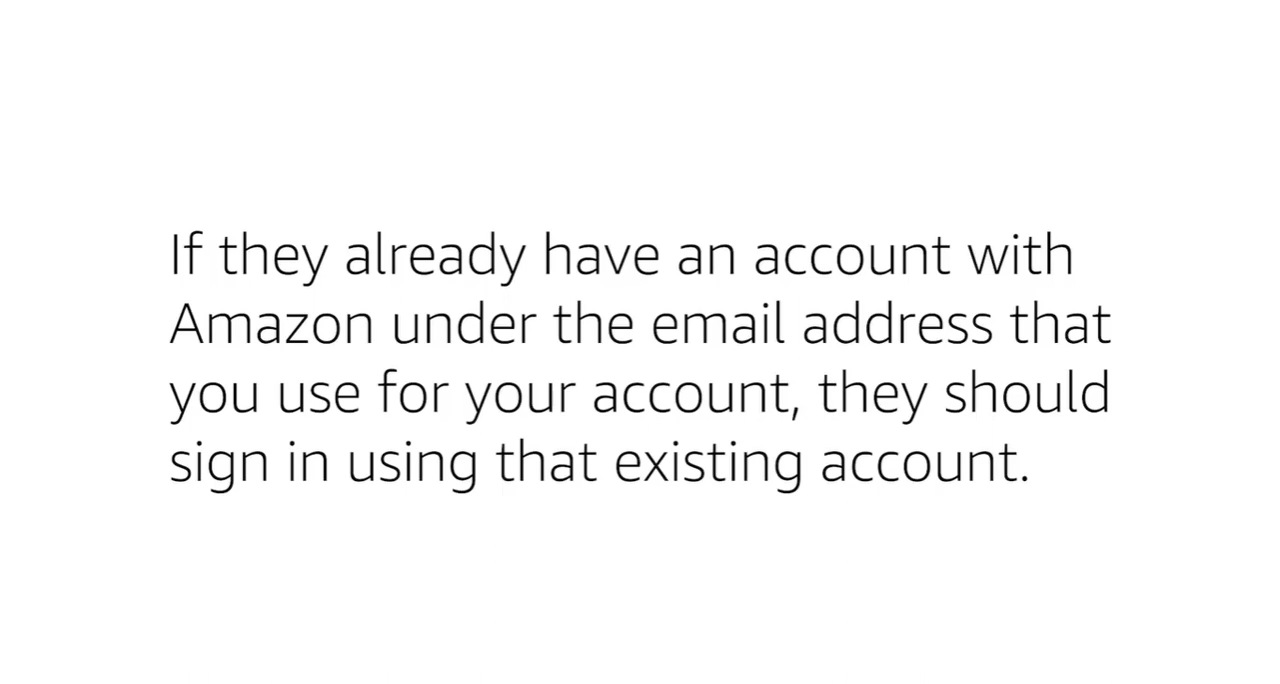 If they already have an account with
Amazon under the email address that
you use for your account, they should
sign in using that existing account.